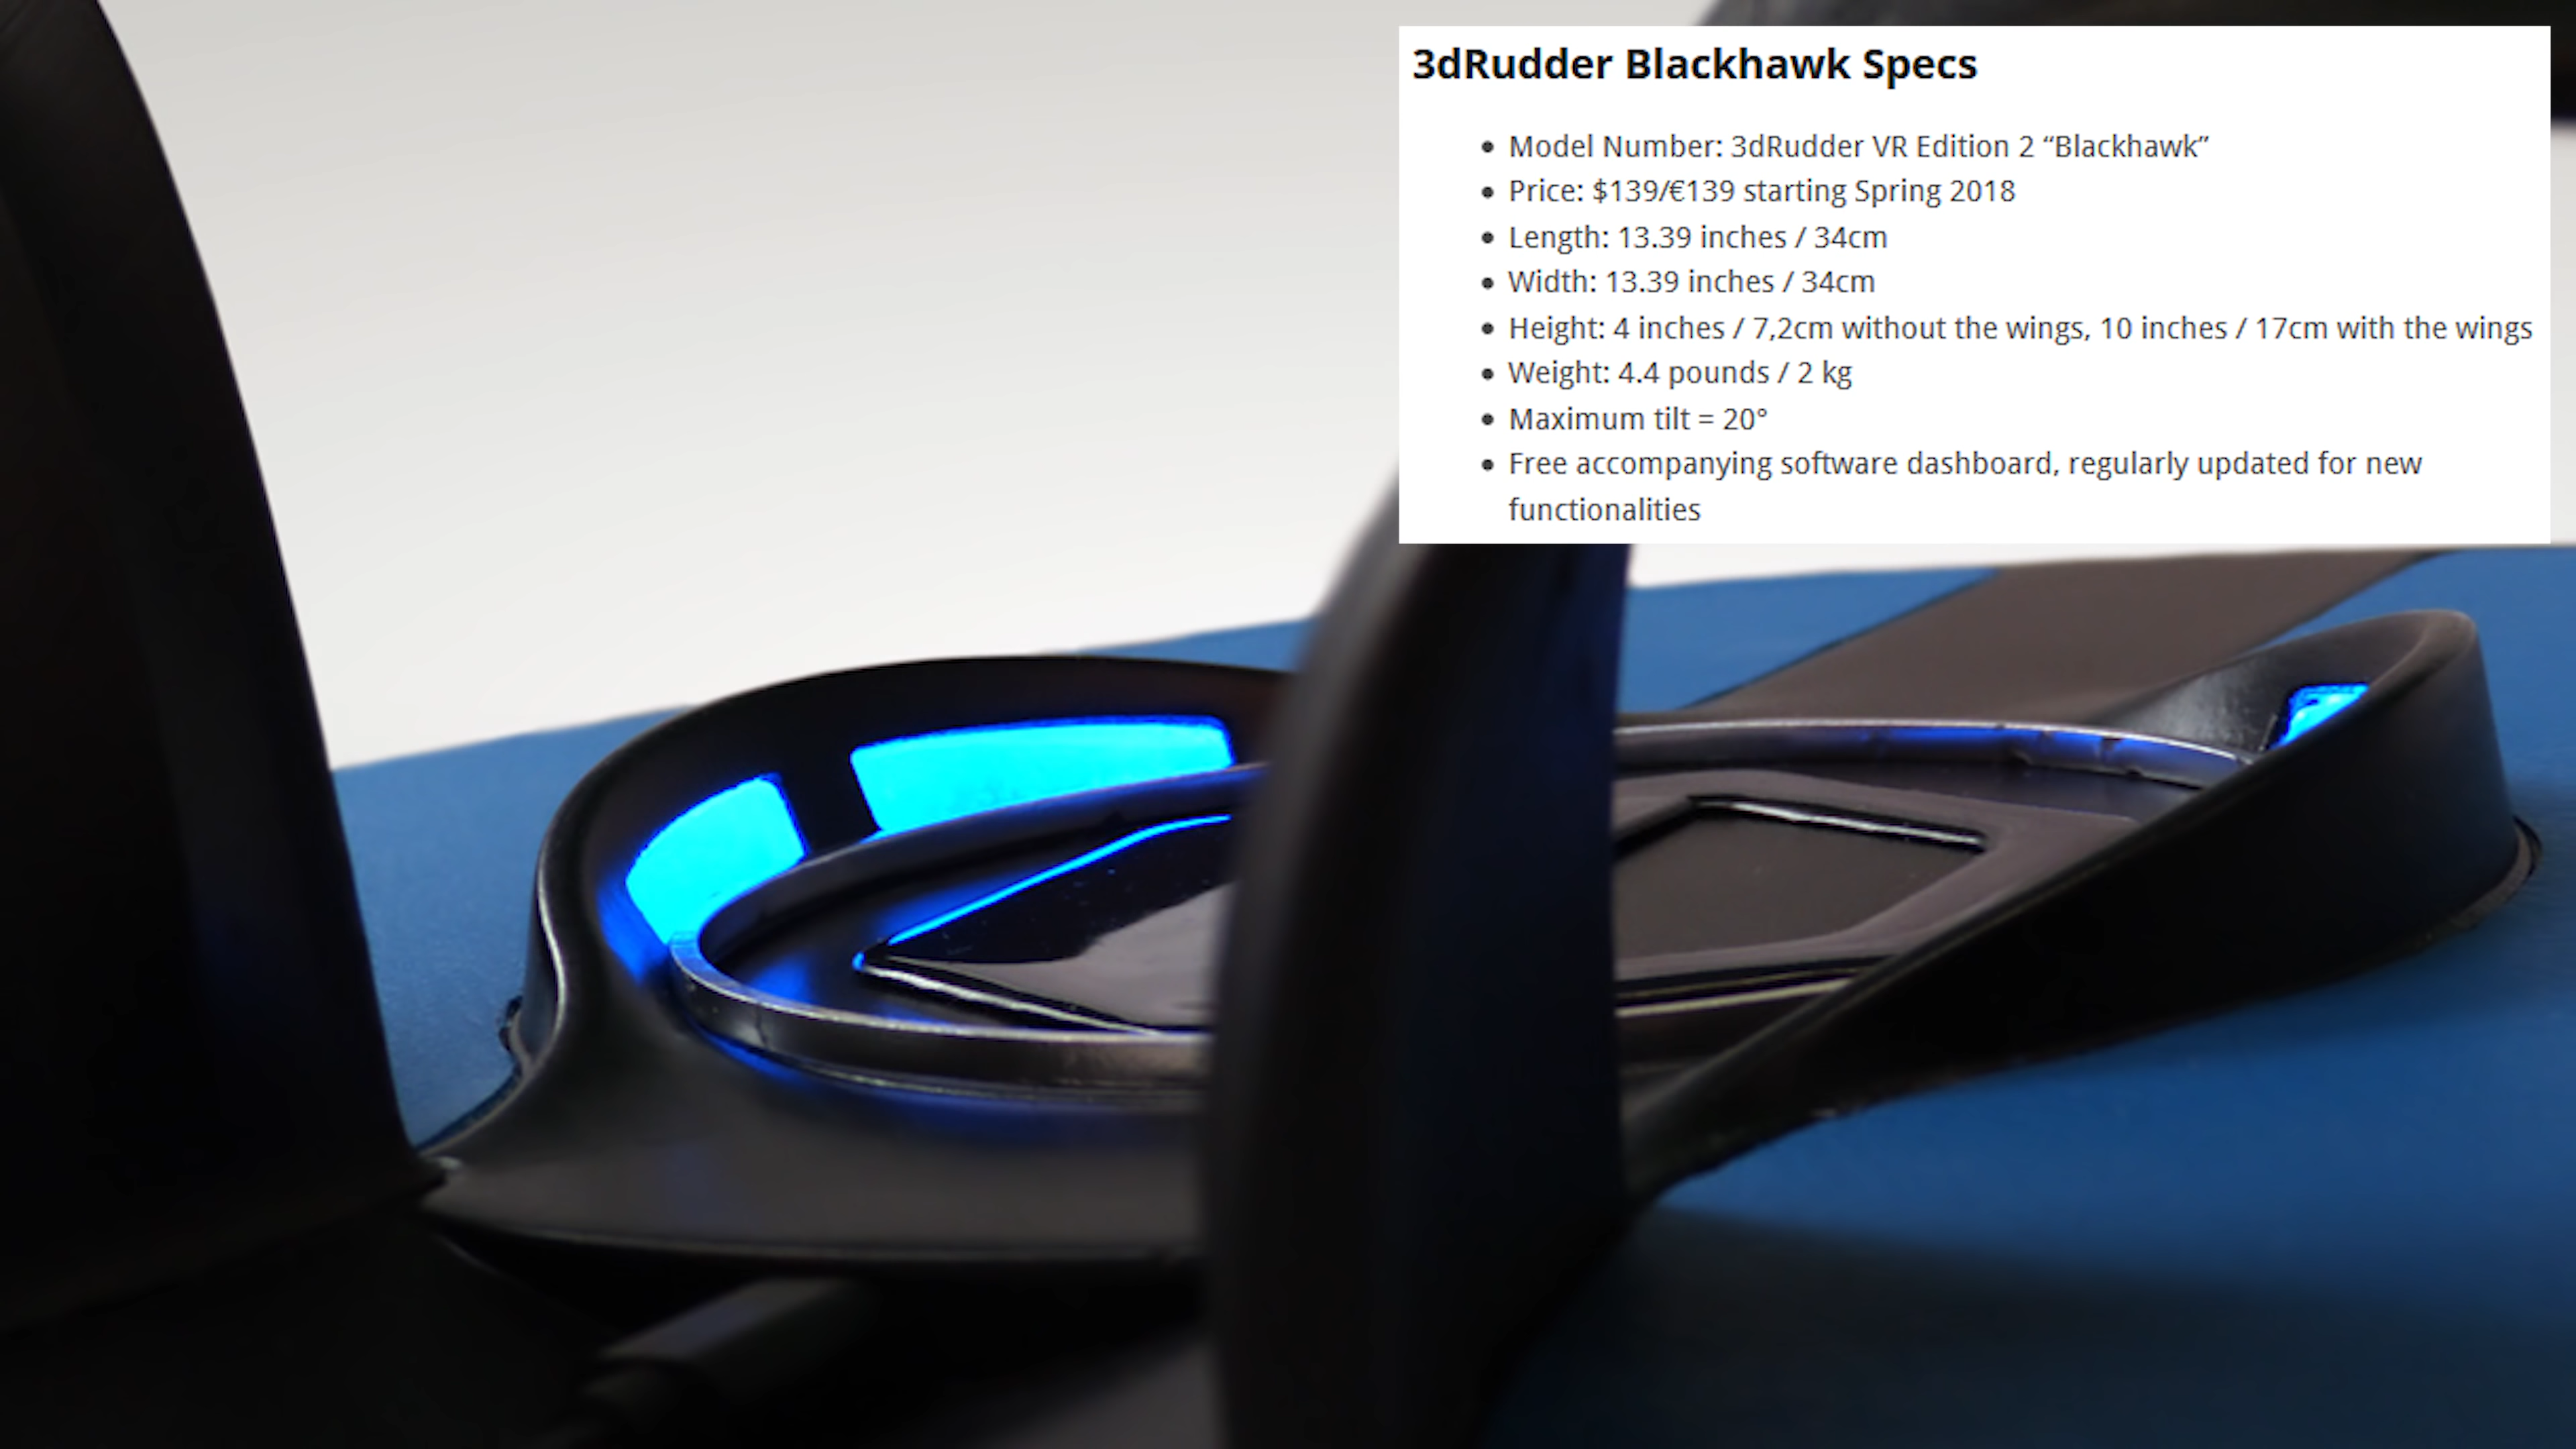 3dRudder Blackhawk Specs
• Model Number: 3dRudder VR Edition 2 “Blackhawk”
• Price: $139/€139 starting Spring 2018
• Length: 13.39 inches / 34cm
• Width: 13.39 inches / 34cm
• Height: 4 inches / 7,2cm without the wings, 10 inches / 17cm with the wings
• Weight: 4.4 pounds / 2 kg
• Maximum tilt = 20°
• Free accompanying software dashboard, regularly updated for new
functionalities